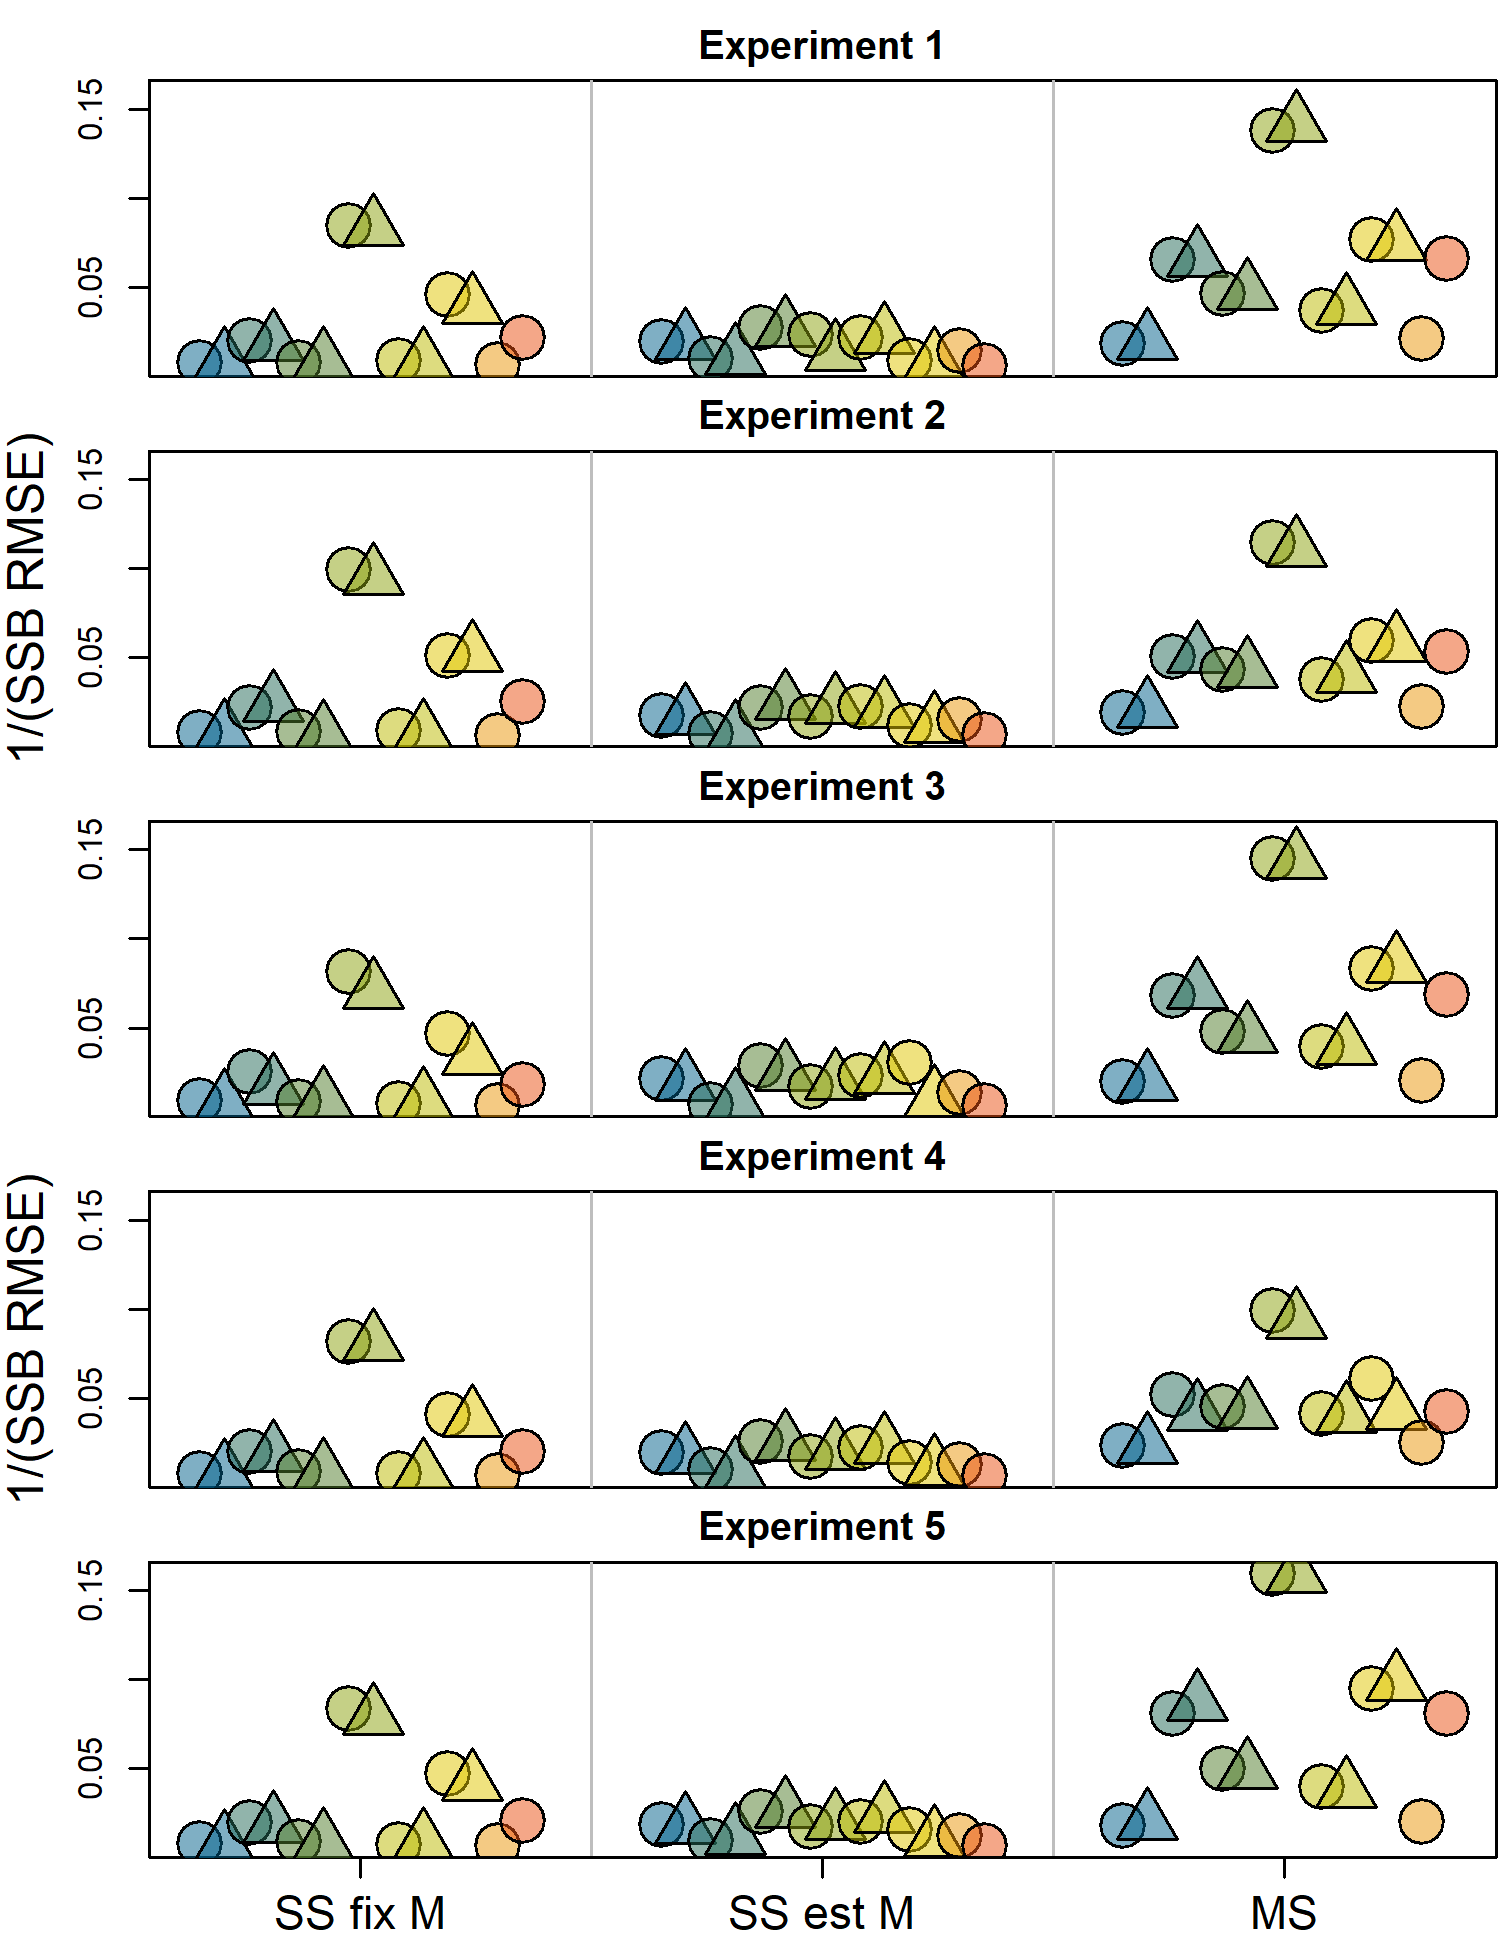 Experiment 1
0.15
0.05
Experiment 2
0.15
0.05
1/(SSB RMSE)
Experiment 3
0.15
0.05
Experiment 4
0.15
0.05
1/(SSB RMSE)
Experiment 5
0.15
0.05
SS fix M
SS est M
MS